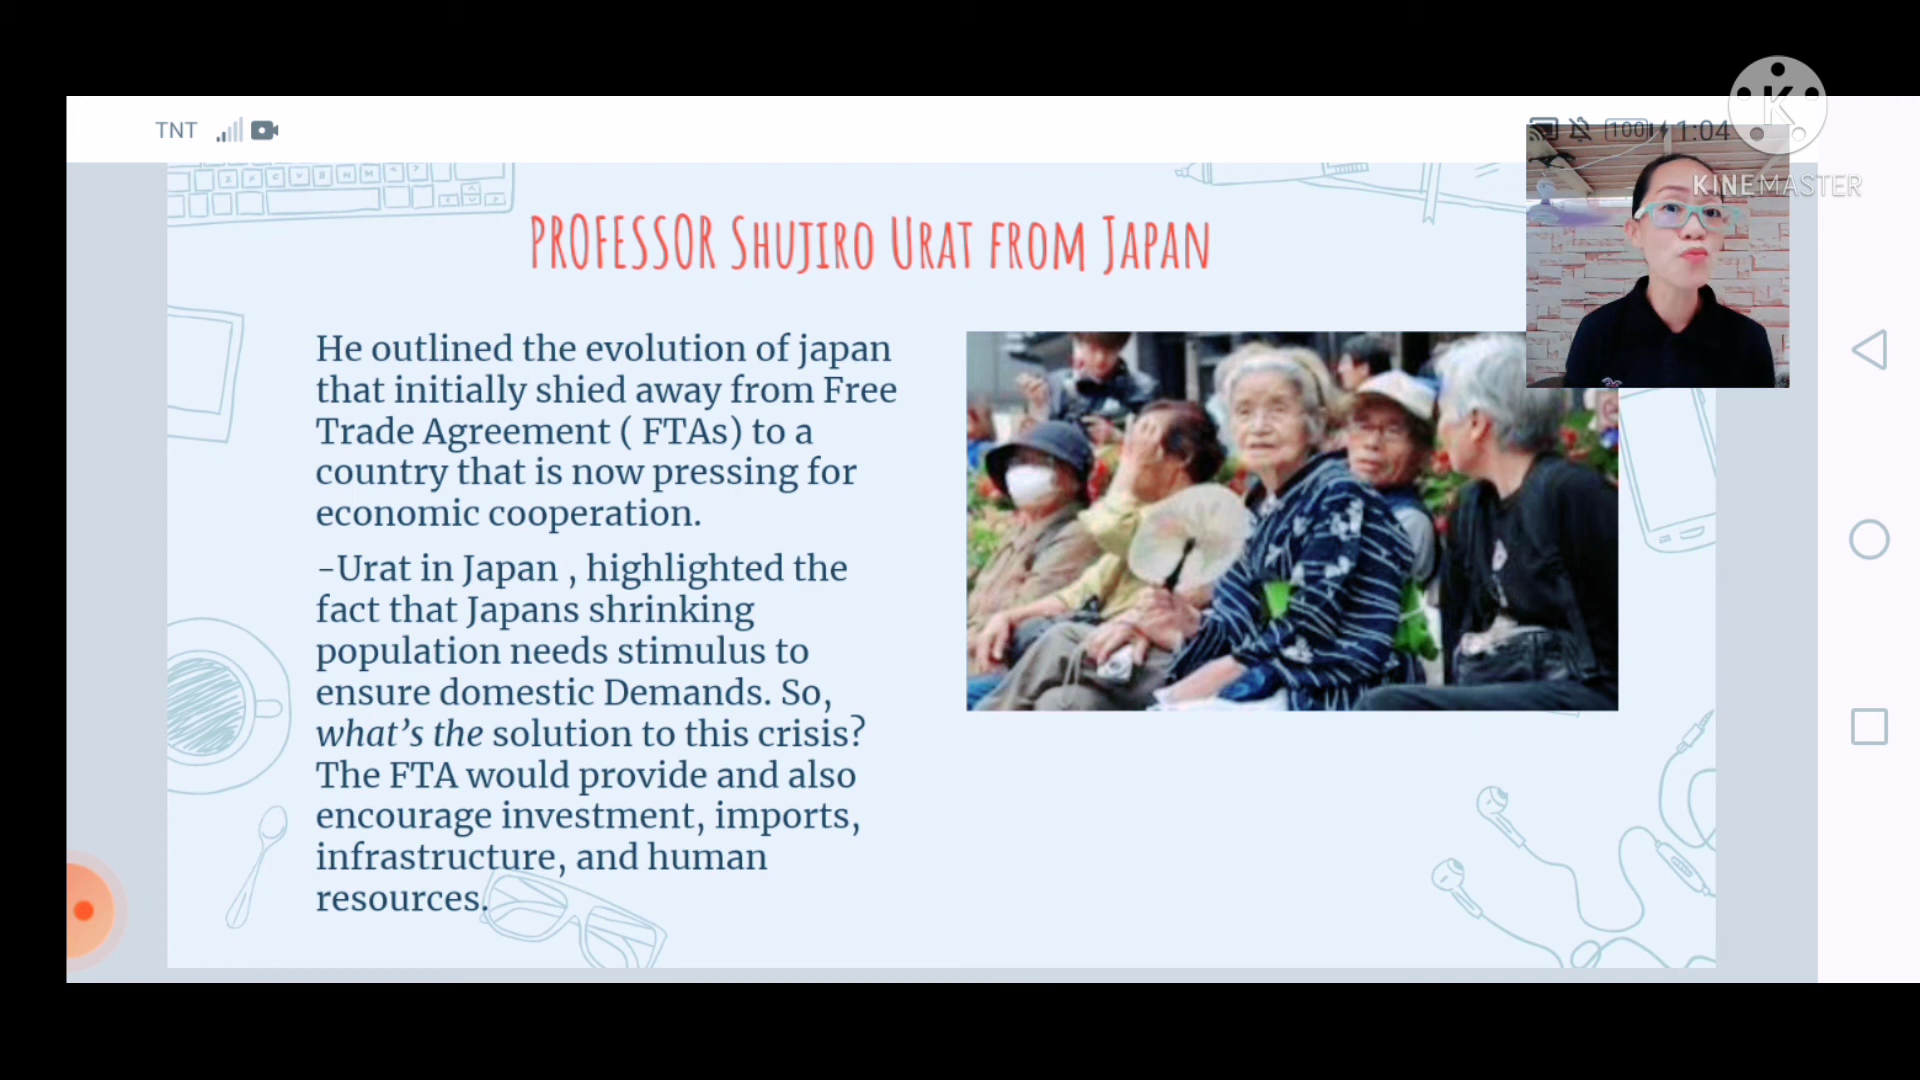 TNT
100 1:04
K
KINEMASTER
PROFESSOR Shujiro Urat from Japan
He outlined the evolution of japan
that initially shied away from Free
Trade Agreement ( FTAs) to a
country that is now pressing for
economic cooperation.
-Urat in Japan , highlighted the
fact that Japans shrinking
population needs stimulus to
ensure domestic Demands. So,
what's the solution to this crisis?
The FTA would provide and also
encourage investment, imports,
infrastructure, and human
resources.